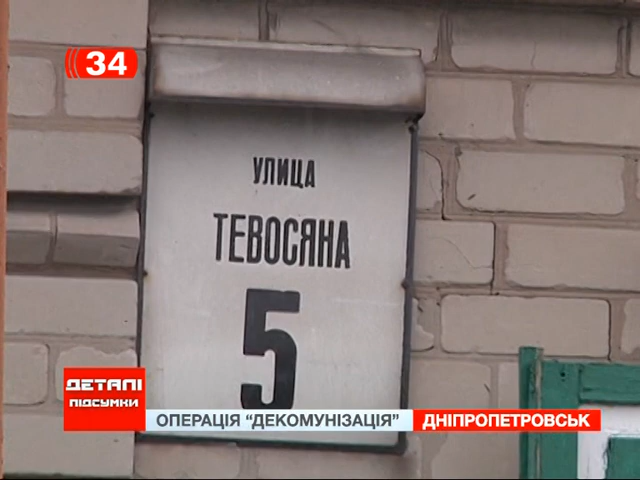 34
УЛИЦА
ТЕВОСЯНА
5
ДЕТАЛІ
ПІДСУМКИ
ОПЕРАЦІЯ “ДЕКОМУНІЗАЦІЯ”
ДНІПРОПЕТРОВСЬК